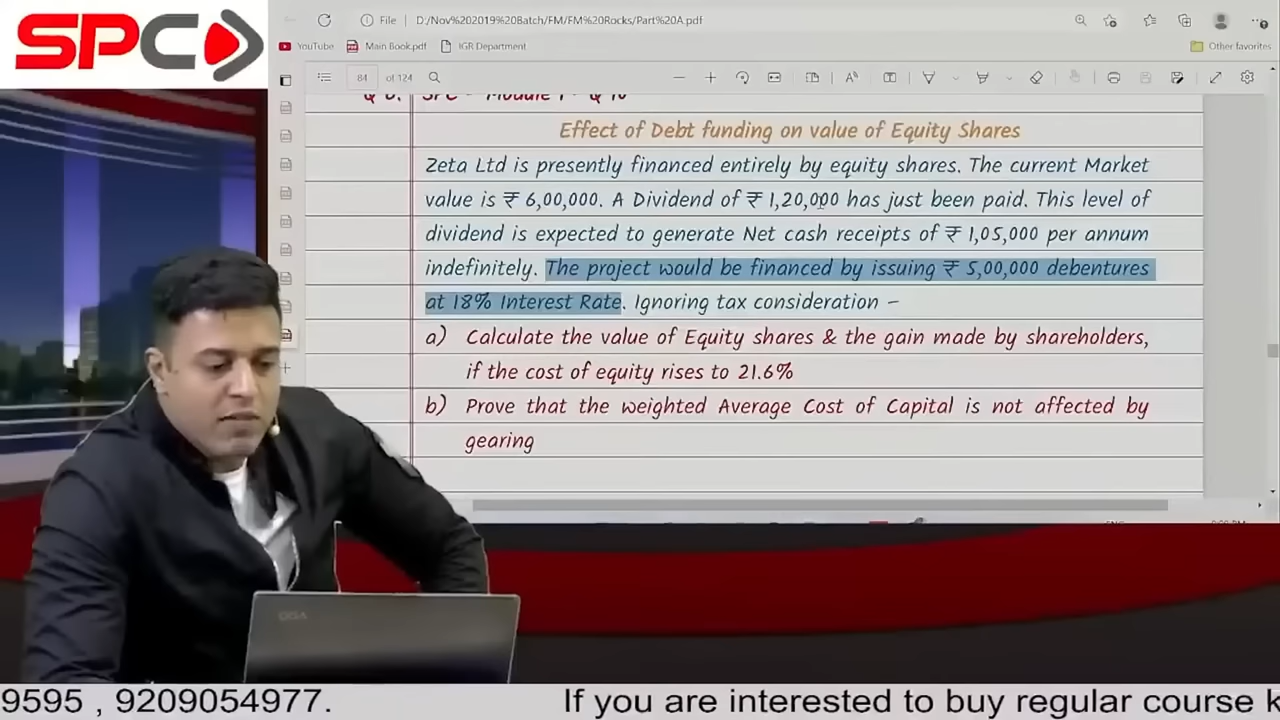 SPC
File
D:/Nov%202019%20Batch/FM/FM%20Rocks/Part%20A.pdf
YouTube
Main Book.pdf
IGR Department
Other favorites
84 of 124
Effect of Debt funding on value of Equity Shares
Zeta Ltd is presently financed entirely by equity shares. The current Market
value is ₹ 6,00,000. A Dividend of ₹ 1,20,000 has just been paid. This level of
dividend is expected to generate Net cash receipts of ₹ 1,05,000 per annum
indefinitely. The project would be financed by issuing ₹ 5,00,000 debentures
at 18% Interest Rate. Ignoring tax consideration –
a) Calculate the value of Equity shares & the gain made by shareholders,
if the cost of equity rises to 21.6%
b) Prove that the weighted Average Cost of Capital is not affected by
gearing
9595 , 9209054977.
If you are interested to buy regular course k